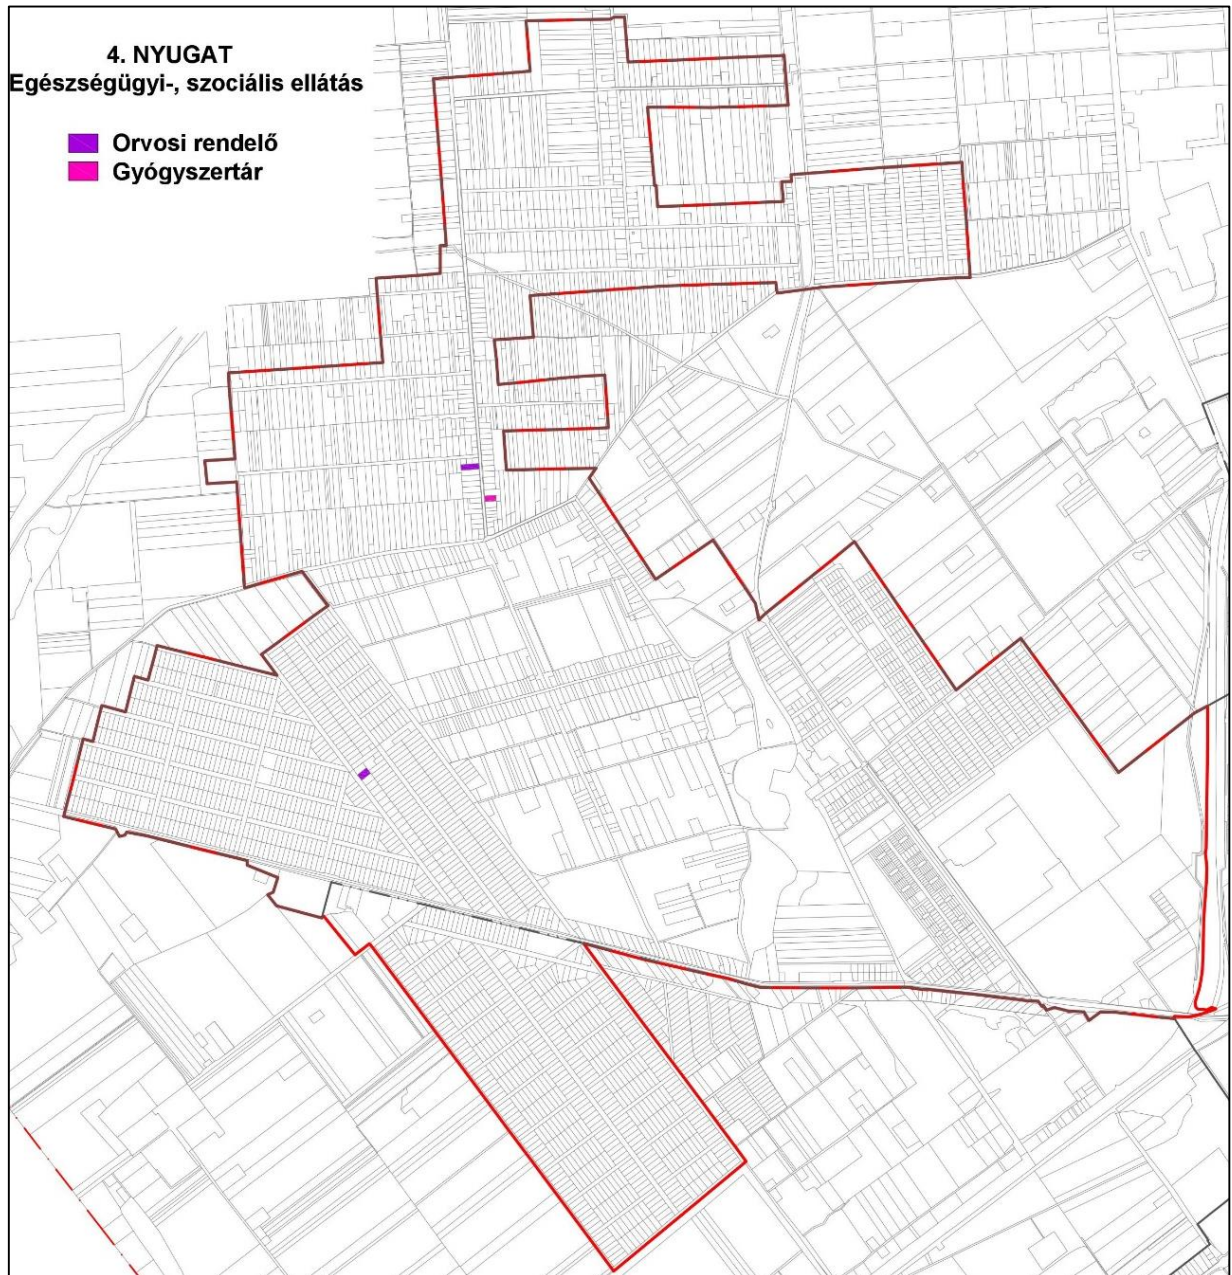 4. NYUGAT
Egészségügyi-, szociális ellátás
Orvosi rendelő
Gyógyszertár